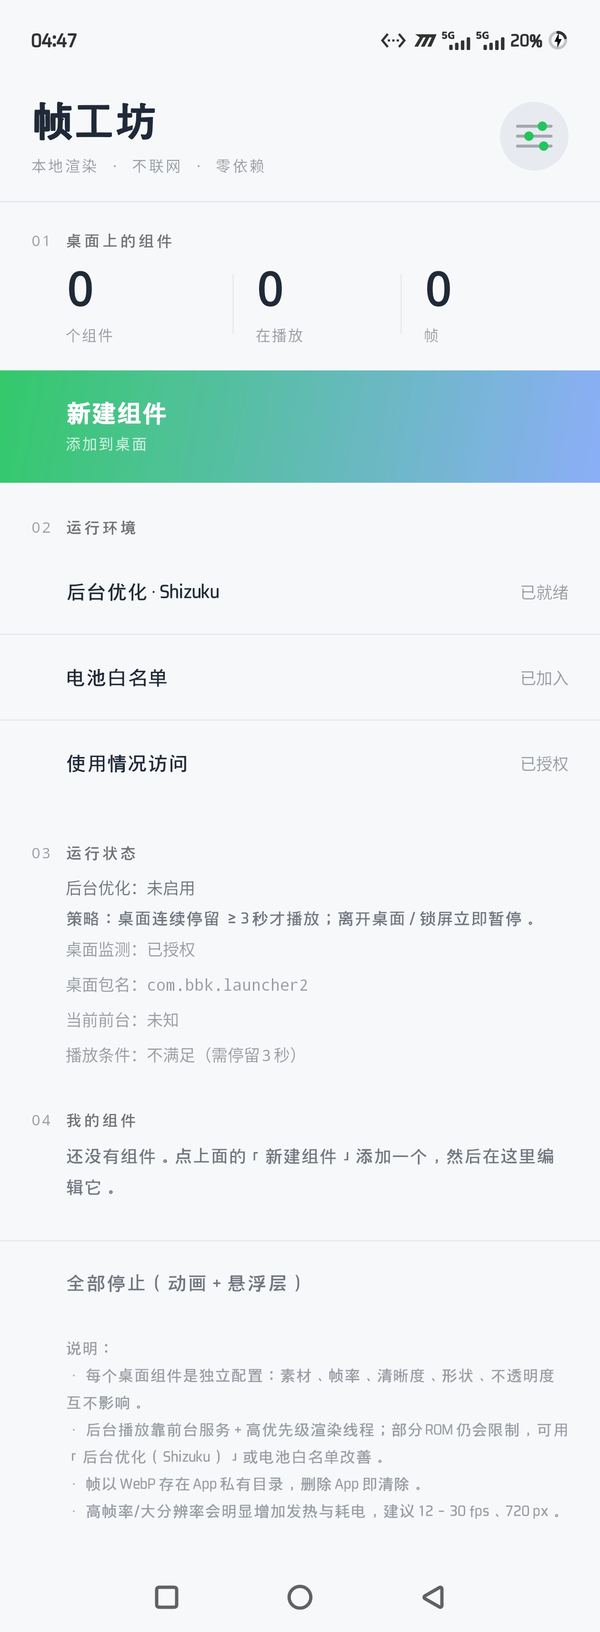 04:47
5G 5G 20%
帧工坊
本地渲染 · 不联网 · 零依赖
01 桌面上的组件
0 0 0
个组件 在播放 帧
新建组件
添加到桌面
02 运行环境
后台优化 · Shizuku 已就绪
电池白名单 已加入
使用情况访问 已授权
03 运行状态
后台优化：未启用
策略：桌面连续停留 ≥ 3 秒才播放；离开桌面 / 锁屏立即暂停。
桌面监测：已授权
桌面包名：com.bbk.launcher2
当前前台：未知
播放条件：不满足（需停留 3 秒）
04 我的组件
还没有组件。点上面的「新建组件」添加一个，然后在这里编
辑它。
全部停止（动画 + 悬浮层）
说明：
· 每个桌面组件是独立配置：素材、帧率、清晰度、形状、不透明度
互不影响。
· 后台播放靠前台服务 + 高优先级渲染线程；部分 ROM 仍会限制，可用
「后台优化（Shizuku）」或电池白名单改善。
· 帧以 WebP 存在 App 私有目录，删除 App 即清除。
· 高帧率/大分辨率会明显增加发热与耗电，建议 12 – 30 fps、720 px。